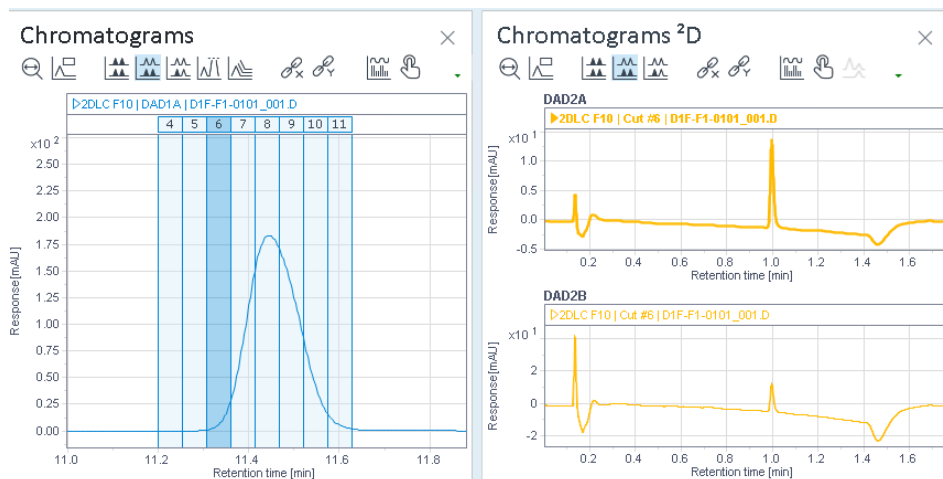 Chromatograms
2DLC F10 | DAD1A | D1F-F1-0101_001.D
4 5 6 7 8 9 10 11
x10 2
2.50
2.25
2.00
1.75
1.50
1.25
1.00
0.75
0.50
0.25
0.00
Response[mAU]
11.0 11.2 11.4 11.6 11.8
Retention time [min]
Chromatograms ²D
DAD2A
2DLC F10 | Cut #6 | D1F-F1-0101_001.D
x10 1
1.0
0.5
0.0
-0.5
Response[mAU]
0.2 0.4 0.6 0.8 1.0 1.2 1.4 1.6
Retention time [min]
DAD2B
2DLC F10 | Cut #6 | D1F-F1-0101_001.D
x10 1
2
0
-2
Response[mAU]
0.2 0.4 0.6 0.8 1.0 1.2 1.4 1.6
Retention time [min]